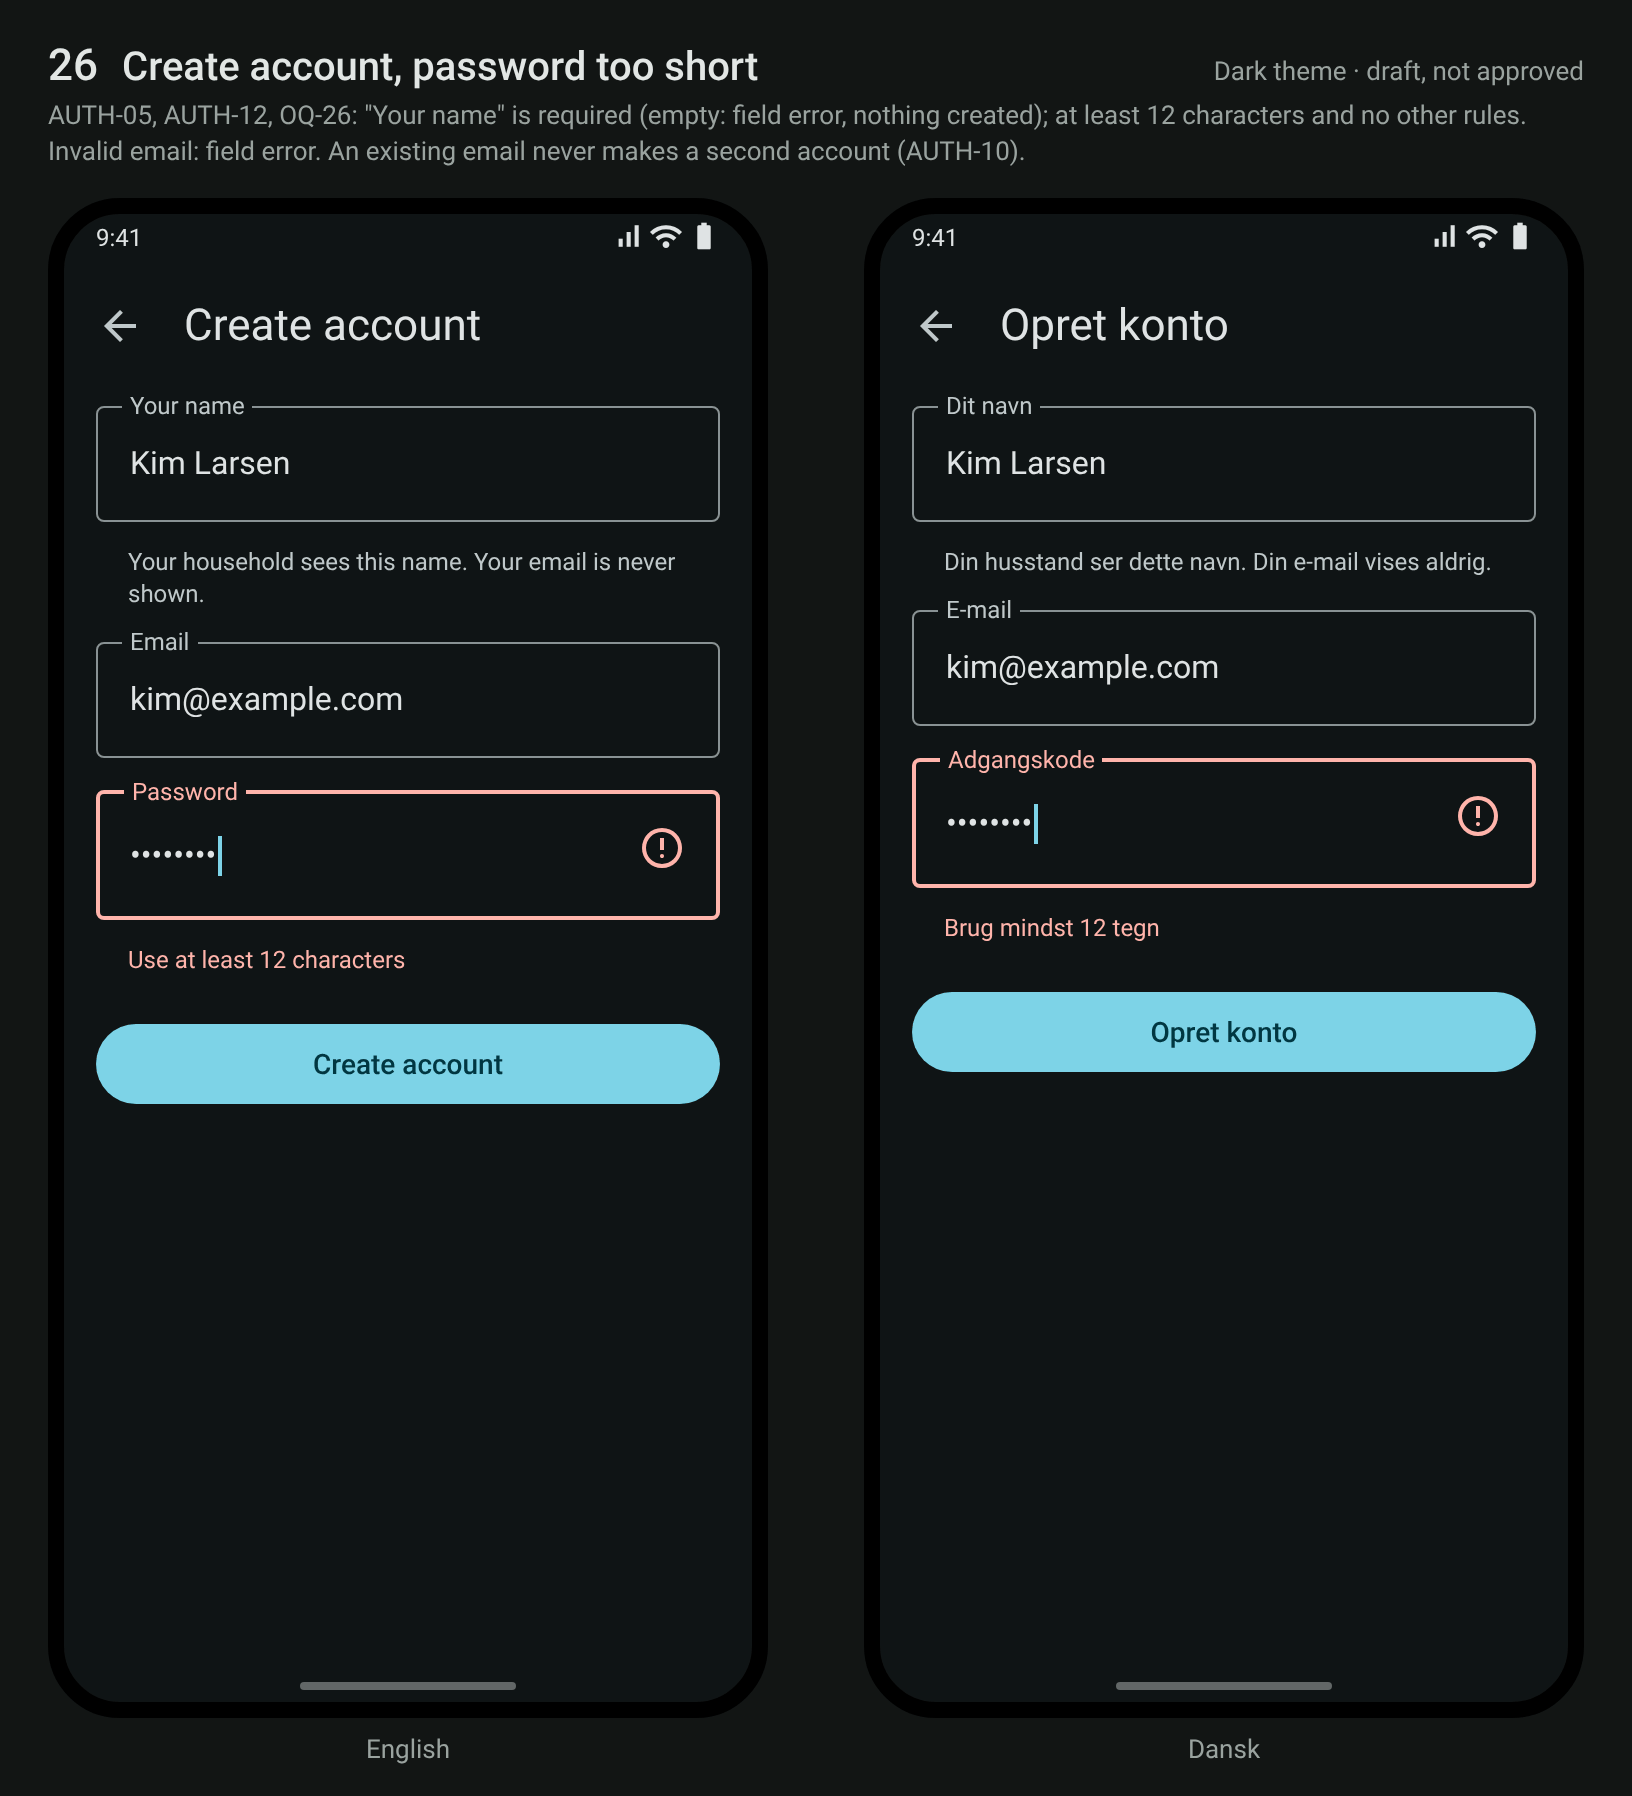 26 Create account, password too short
Dark theme · draft, not approved
AUTH-05, AUTH-12, OQ-26: "Your name" is required (empty: field error, nothing created); at least 12 characters and no other rules.
Invalid email: field error. An existing email never makes a second account (AUTH-10).
9:41
Create account
Your name
Kim Larsen
Your household sees this name. Your email is never
shown.
Email
kim@example.com
Password
••••••••
Use at least 12 characters
Create account
English
9:41
Opret konto
Dit navn
Kim Larsen
Din husstand ser dette navn. Din e-mail vises aldrig.
E-mail
kim@example.com
Adgangskode
••••••••
Brug mindst 12 tegn
Opret konto
Dansk